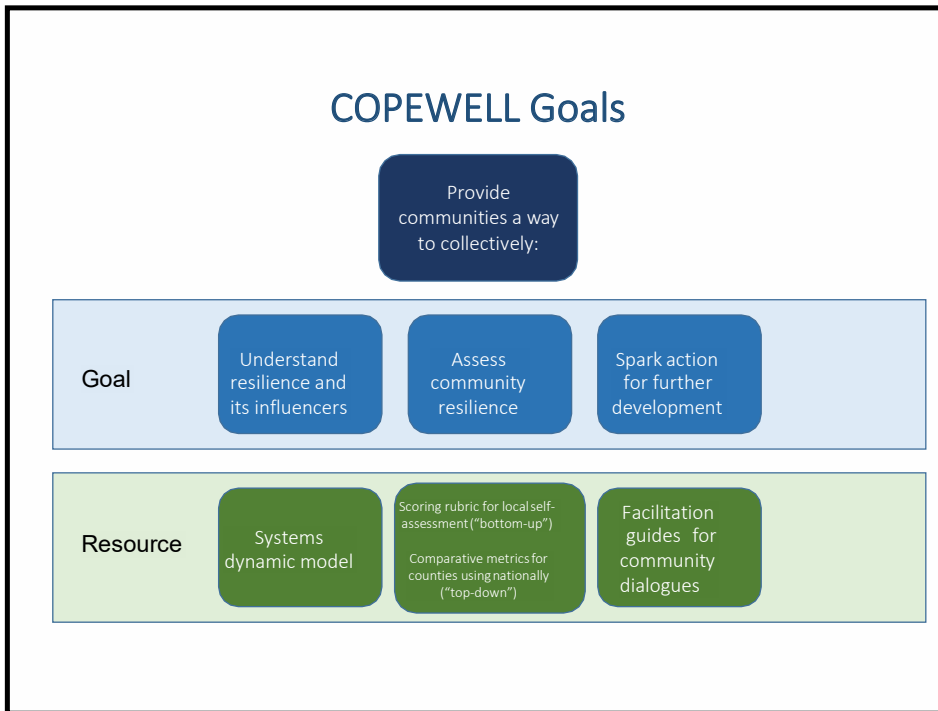 COPEWELL Goals
Provide
communities a way
to collectively:
Goal
Understand
resilience and
its influencers
Assess
community
resilience
Spark action
for further
development
Resource
Systems
dynamic model
Scoring rubric for local self-
assessment (“bottom-up”)
Comparative metrics for
counties using nationally
(“top-down”)
Facilitation
guides for
community
dialogues